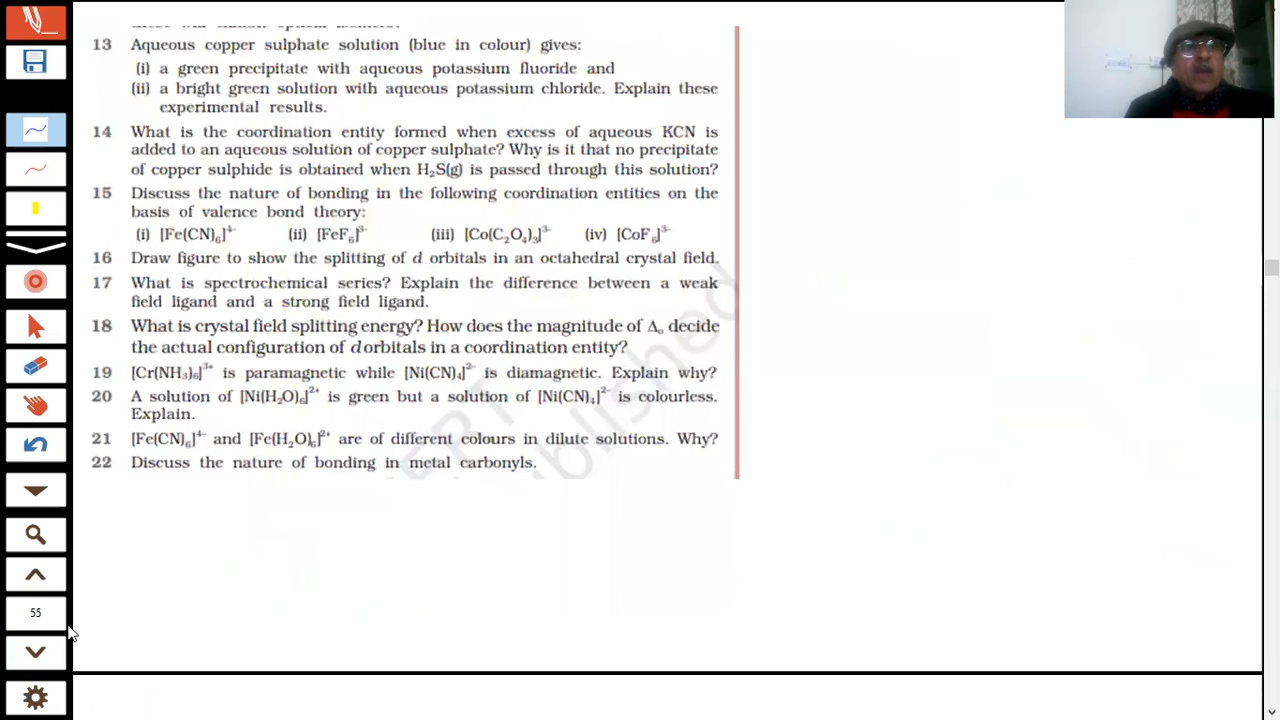 13 Aqueous copper sulphate solution (blue in colour) gives:
(i) a green precipitate with aqueous potassium fluoride and
(ii) a bright green solution with aqueous potassium chloride. Explain these
experimental results.
14 What is the coordination entity formed when excess of aqueous KCN is
added to an aqueous solution of copper sulphate? Why is it that no precipitate
of copper sulphide is obtained when H₂S(g) is passed through this solution?
15 Discuss the nature of bonding in the following coordination entities on the
basis of valence bond theory:
(i) [Fe(CN)₆]⁴⁻ (ii) [FeF₆]³⁻ (iii) [Co(C₂O₄)₃]³⁻ (iv) [CoF₆]³⁻
16 Draw figure to show the splitting of d orbitals in an octahedral crystal field.
17 What is spectrochemical series? Explain the difference between a weak
field ligand and a strong field ligand.
18 What is crystal field splitting energy? How does the magnitude of Δₒ decide
the actual configuration of d orbitals in a coordination entity?
19 [Cr(NH₃)₆]³⁺ is paramagnetic while [Ni(CN)₄]²⁻ is diamagnetic. Explain why?
20 A solution of [Ni(H₂O)₆]²⁺ is green but a solution of [Ni(CN)₄]²⁻ is colourless.
Explain.
21 [Fe(CN)₆]⁴⁻ and [Fe(H₂O)₆]²⁺ are of different colours in dilute solutions. Why?
22 Discuss the nature of bonding in metal carbonyls.
55